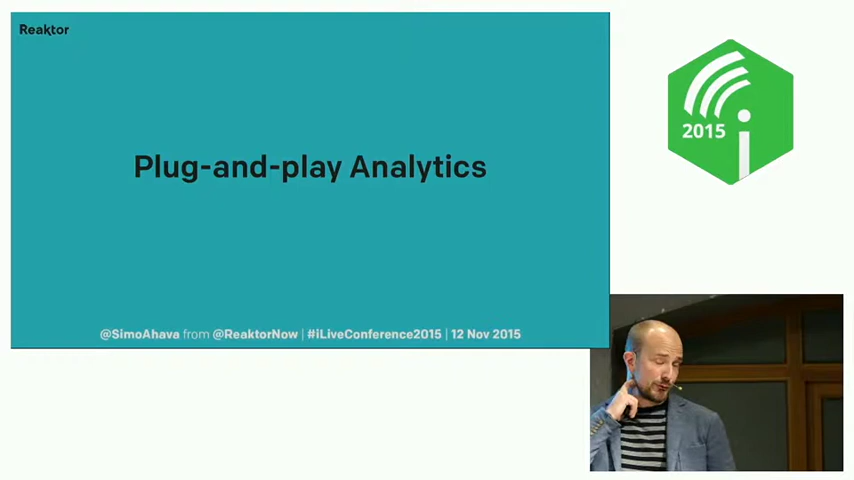 Reaktor
2015
i
Plug-and-play Analytics
@SimoAhava from @ReaktorNow | #iLiveConference2015 | 12 Nov 2015